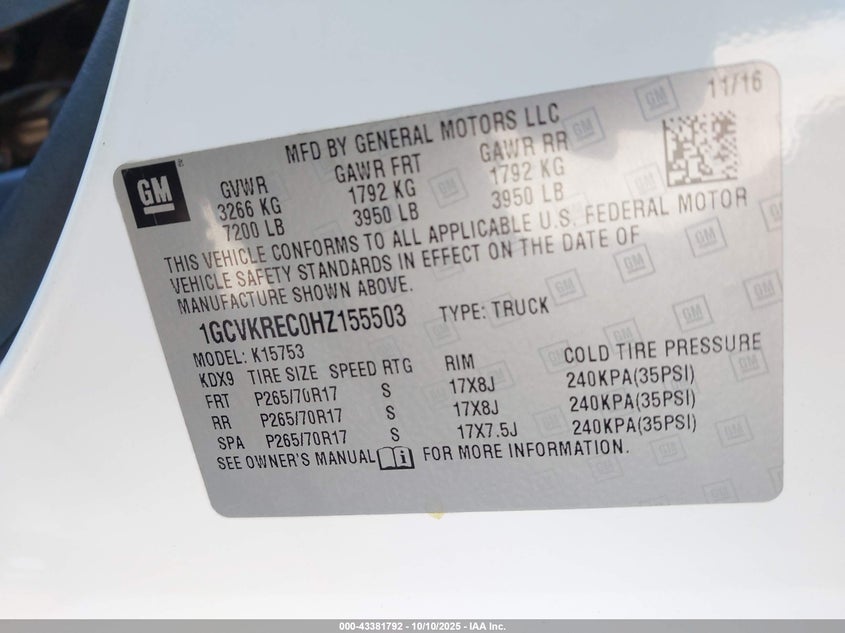 11/16
MFD BY GENERAL MOTORS LLC
GM
GVWR GAWR FRT GAWR RR
3266 KG 1792 KG 1792 KG
7200 LB 3950 LB 3950 LB
THIS VEHICLE CONFORMS TO ALL APPLICABLE U.S. FEDERAL MOTOR
VEHICLE SAFETY STANDARDS IN EFFECT ON THE DATE OF
MANUFACTURE SHOWN ABOVE.
1GCVKREC0HZ155503 TYPE: TRUCK
MODEL: K15753
KDX9 TIRE SIZE SPEED RTG RIM COLD TIRE PRESSURE
FRT P265/70R17 S 17X8J 240KPA(35PSI)
RR P265/70R17 S 17X8J 240KPA(35PSI)
SPA P265/70R17 S 17X7.5J 240KPA(35PSI)
SEE OWNER'S MANUAL FOR MORE INFORMATION.
000-43381792 - 10/10/2025 - IAA Inc.